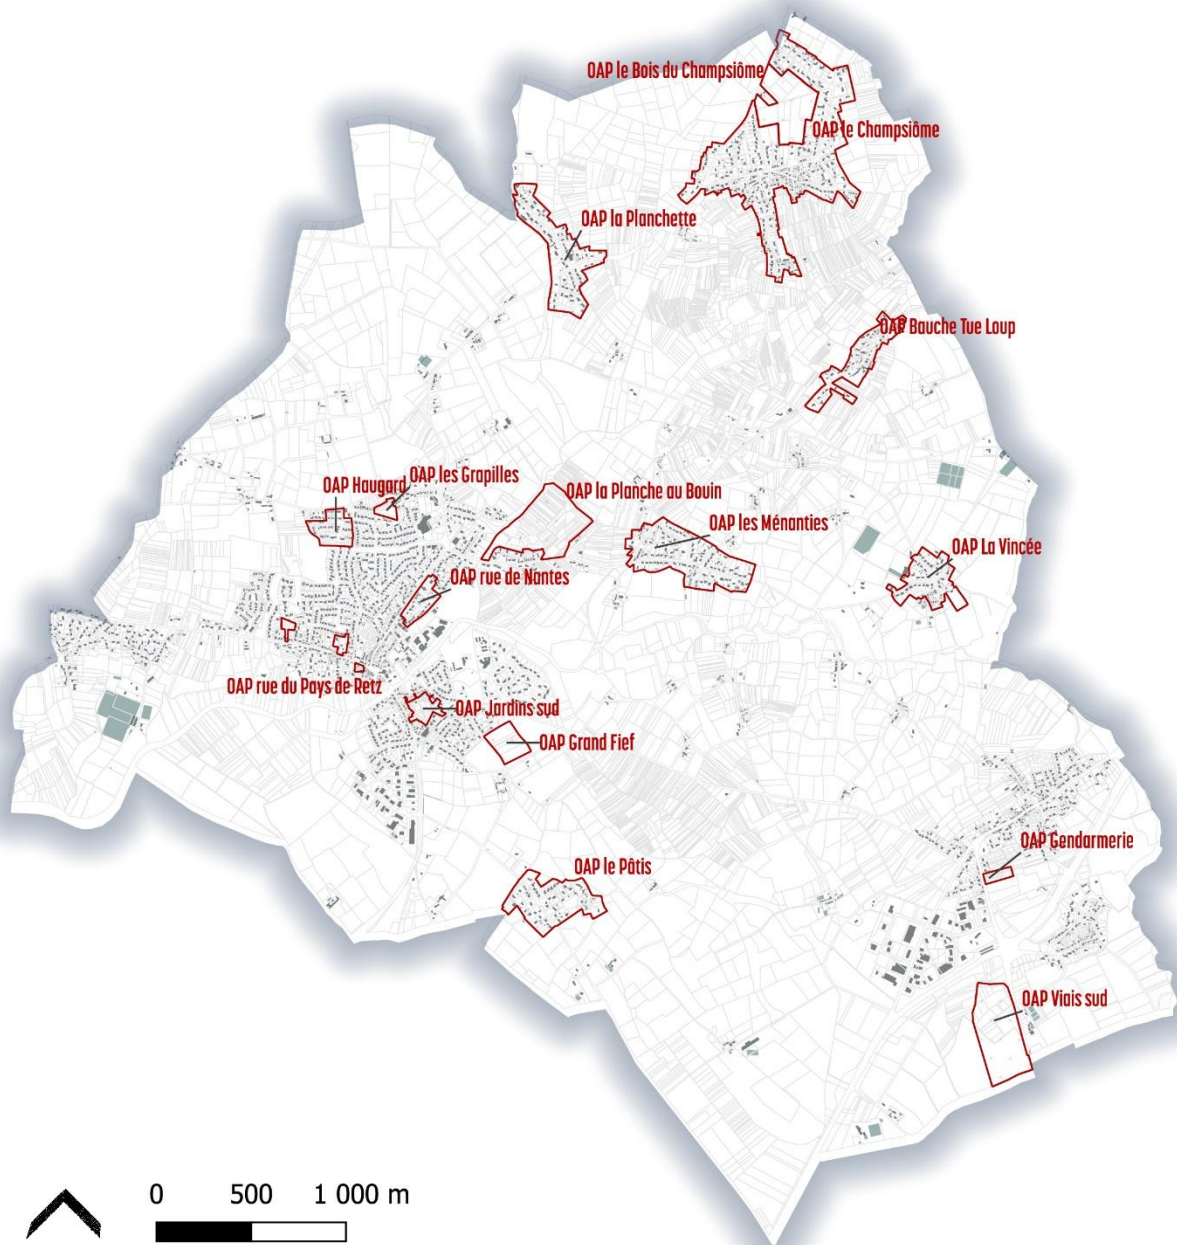 OAP le Bois du Champsiôme
OAP le Champsiôme
OAP la Planchette
OAP Bauche Tue Loup
OAP Haugard
OAP les Grapilles
OAP la Planche au Bouin
OAP les Ménanties
OAP La Vincée
OAP rue de Nantes
OAP rue du Pays de Retz
OAP Jardins sud
OAP Grand Fief
OAP Gendarmerie
OAP le Pâtis
OAP Viais sud
0 500 1 000 m